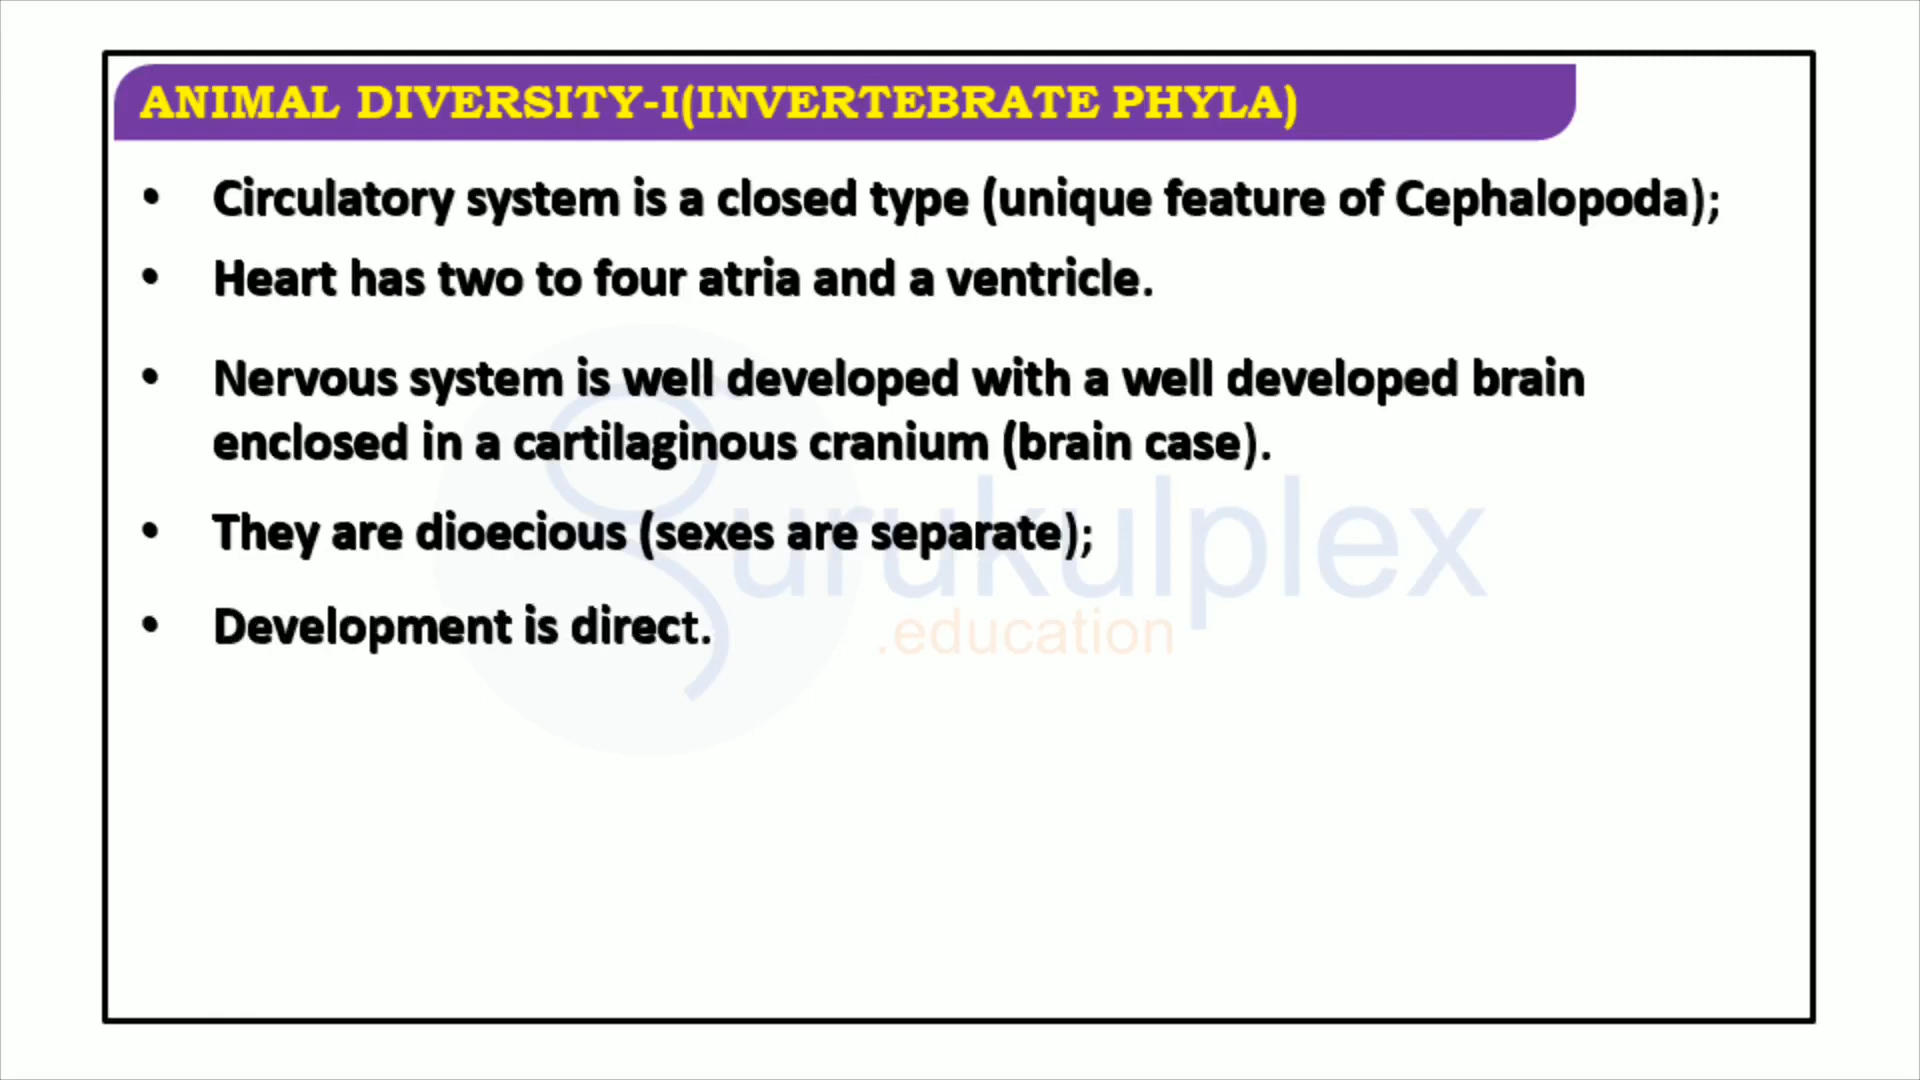 ANIMAL DIVERSITY-I(INVERTEBRATE PHYLA)
• Circulatory system is a closed type (unique feature of Cephalopoda);
• Heart has two to four atria and a ventricle.
• Nervous system is well developed with a well developed brain
enclosed in a cartilaginous cranium (brain case).
• They are dioecious (sexes are separate);
• Development is direct.
gurukulplex
.education